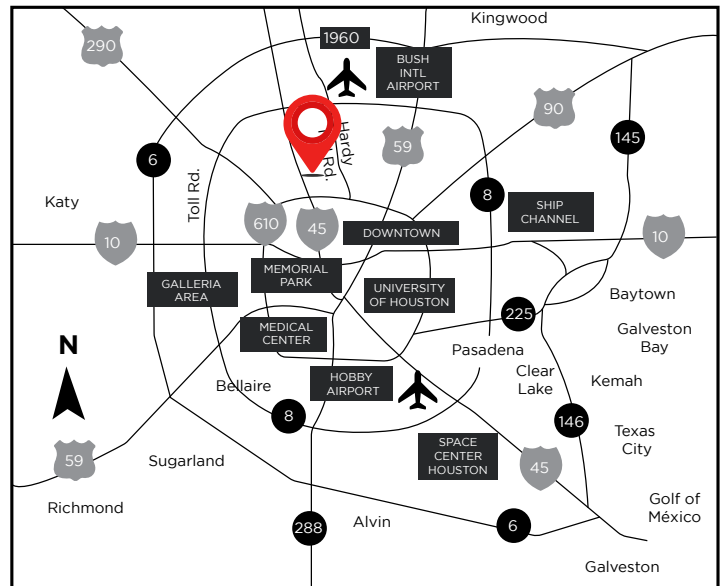 Kingwood
290
1960
BUSH
INTL
AIRPORT
90
Hardy
Rd.
59
145
6
Toll Rd.
8
Katy
SHIP
CHANNEL
610
45
DOWNTOWN
10
10
MEMORIAL
PARK
GALLERIA
AREA
UNIVERSITY
OF HOUSTON
Baytown
225
MEDICAL
CENTER
Galveston
Bay
N
Pasadena
Clear
Lake
Kemah
HOBBY
AIRPORT
Bellaire
8
146
Texas
City
SPACE
CENTER
HOUSTON
59
Sugarland
45
Richmond
Golf of
México
288
Alvin
6
Galveston